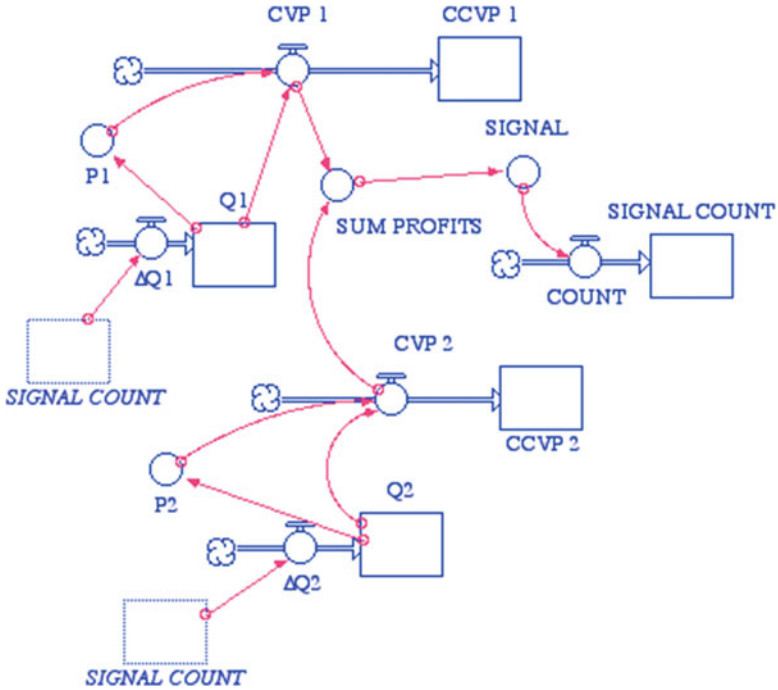 CVP 1
CCVP 1
SIGNAL
P1
Q1
SUM PROFITS
SIGNAL COUNT
ΔQ1
COUNT
CVP 2
SIGNAL COUNT
CCVP 2
P2
Q2
ΔQ2
SIGNAL COUNT